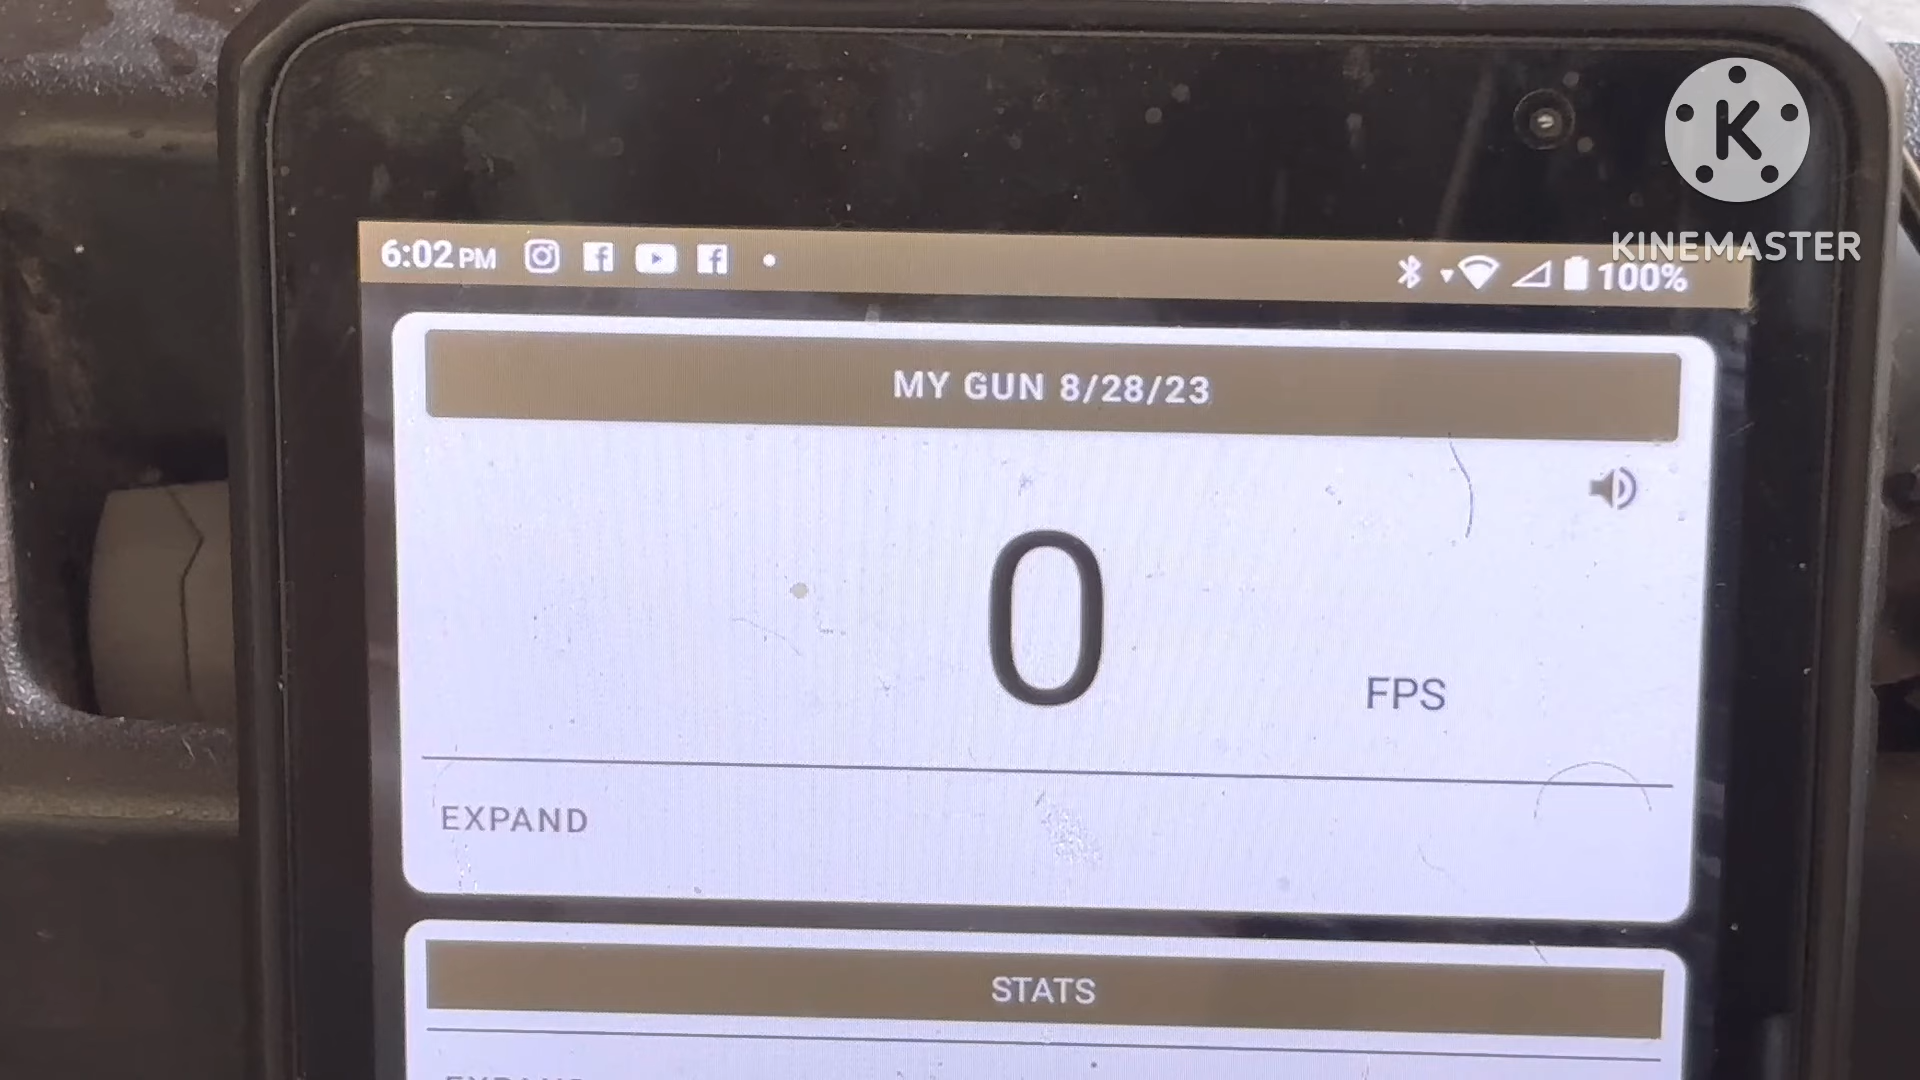 K
KINEMASTER
6:02 PM
100%
MY GUN 8/28/23
0
FPS
EXPAND
STATS